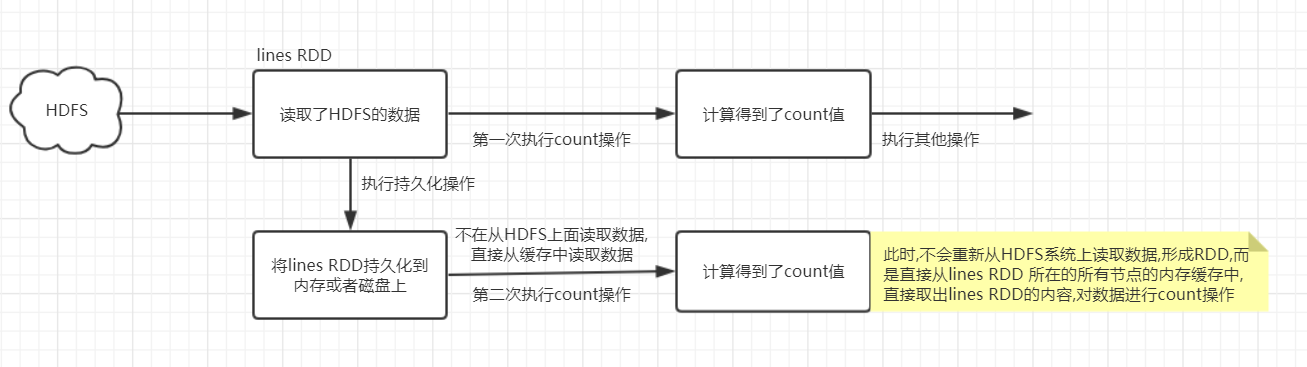 lines RDD
HDFS
读取了HDFS的数据
第一次执行count操作
计算得到了count值
执行其他操作
执行持久化操作
将lines RDD持久化到
内存或者磁盘上
不在从HDFS上面读取数据,
直接从缓存中读取数据
第二次执行count操作
计算得到了count值
此时,不会重新从HDFS系统上读取数据,形成RDD,而
是直接从lines RDD 所在的所有节点的内存缓存中,
直接取出lines RDD的内容,对数据进行count操作